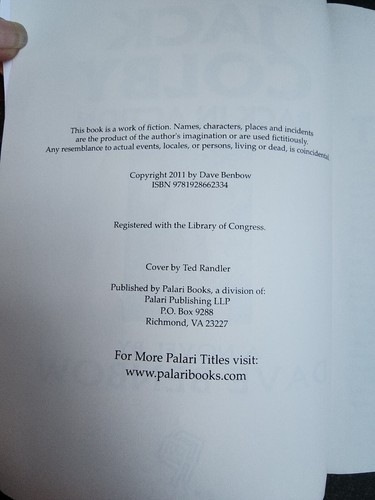 This book is a work of fiction. Names, characters, places and incidents
are the product of the author's imagination or are used fictitiously.
Any resemblance to actual events, locales, or persons, living or dead, is coincidental
Copyright 2011 by Dave Benbow
ISBN 9781928662334
Registered with the Library of Congress.
Cover by Ted Randler
Published by Palari Books, a division of:
Palari Publishing LLP
P.O. Box 9288
Richmond, VA 23227
For More Palari Titles visit:
www.palaribooks.com